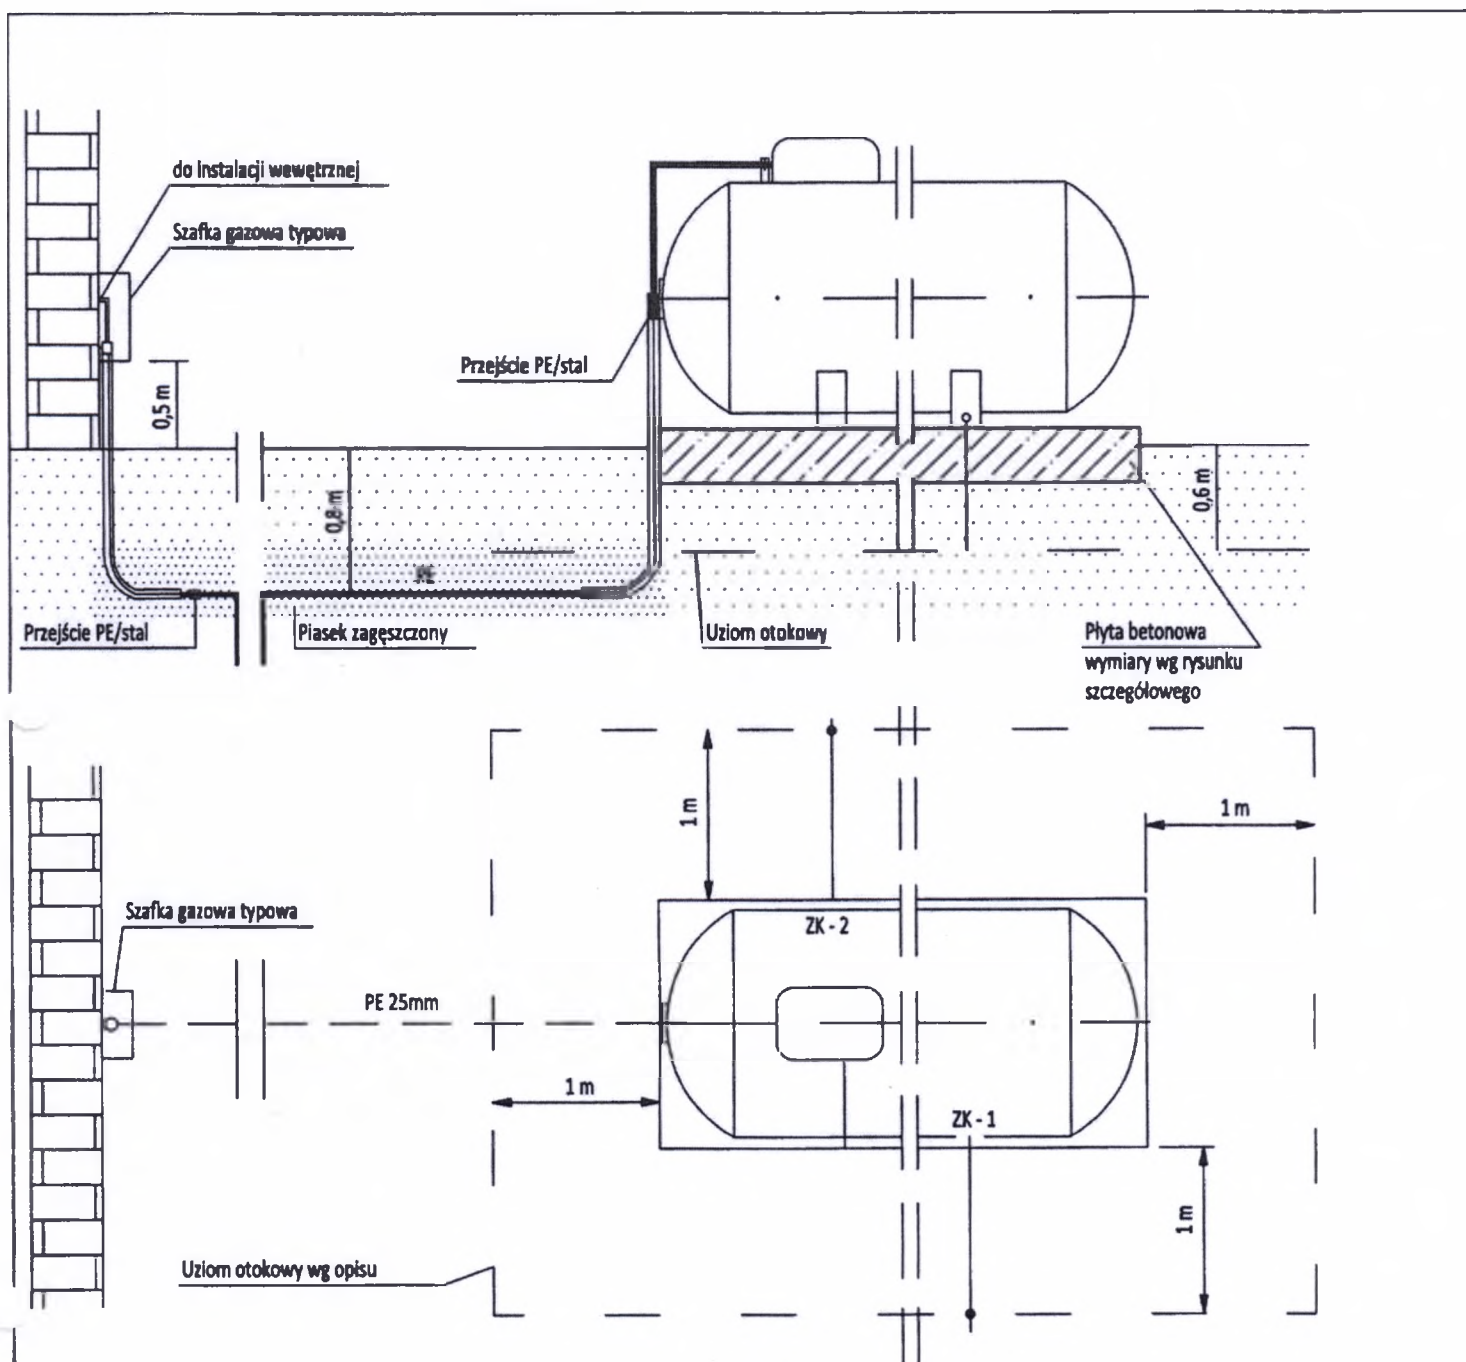 do instalacji wewętrznej
Szafka gazowa typowa
Przejście PE/stal
0,5 m
0,8 m
0,6 m
PE
Przejście PE/stal
Piasek zagęszczony
Uziom otokowy
Płyta betonowa
wymiary wg rysunku
szczegółowego
1 m
1 m
Szafka gazowa typowa
ZK - 2
PE 25mm
1 m
ZK - 1
1 m
Uziom otokowy wg opisu